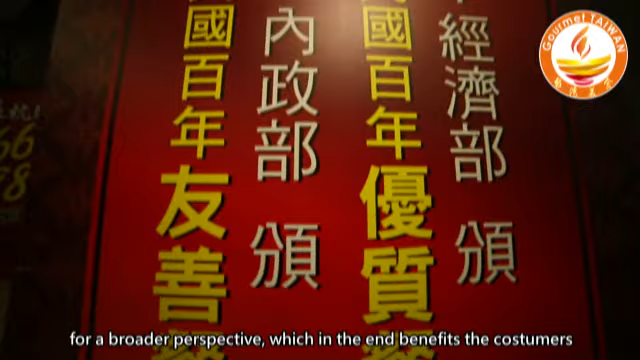 經濟部 頒
國百年優質
內政部 頒
國百年友善
Gourmet TAIWAN
for a broader perspective, which in the end benefits the costumers